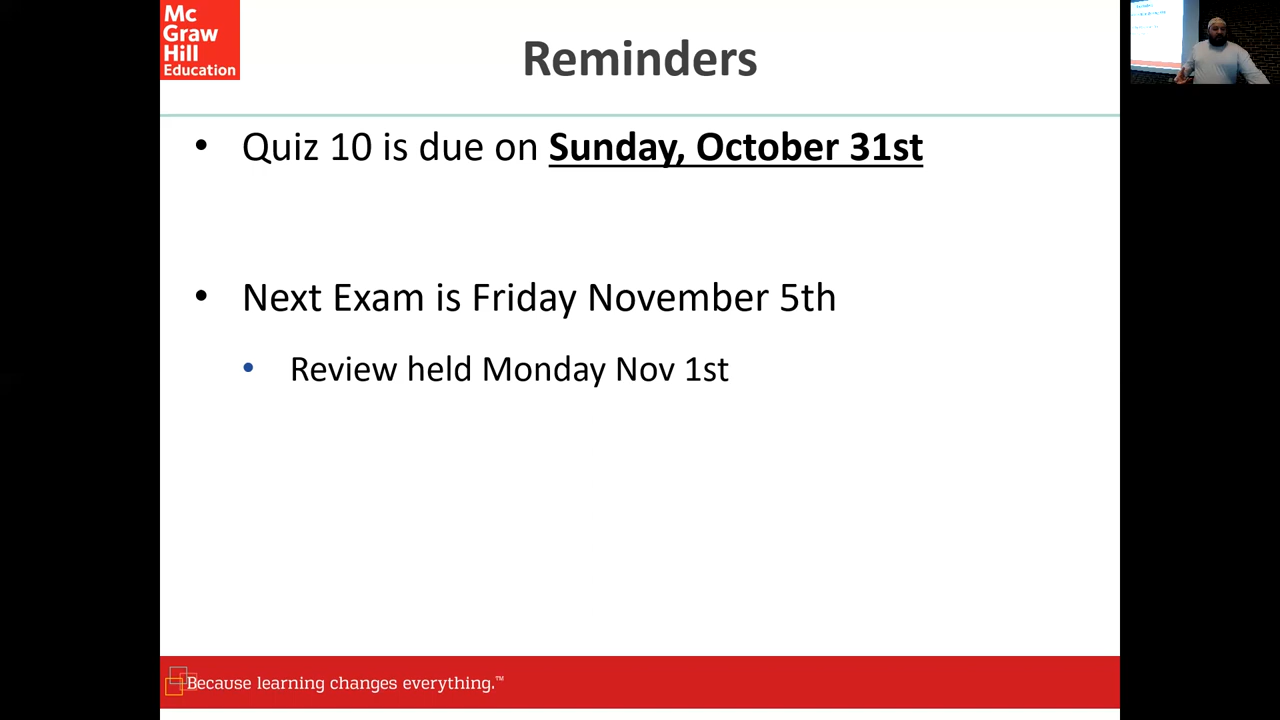 Mc
Graw
Hill
Education
Reminders
• Quiz 10 is due on Sunday, October 31st
• Next Exam is Friday November 5th
• Review held Monday Nov 1st
Because learning changes everything.™